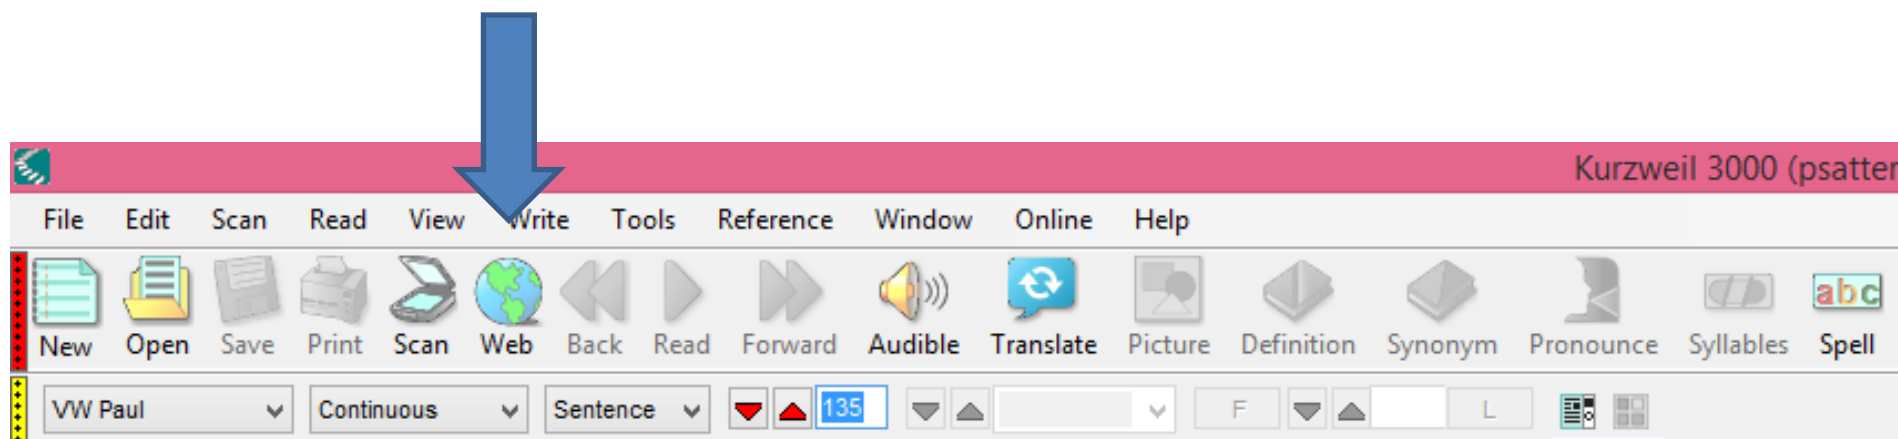 Kurzweil 3000 (psatter
File Edit Scan Read View Write Tools Reference Window Online Help
abc
New Open Save Print Scan Web Back Read Forward Audible Translate Picture Definition Synonym Pronounce Syllables Spell
VW Paul Continuous Sentence 135 F L